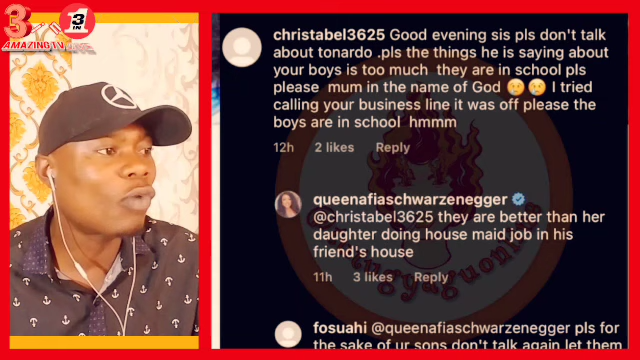 3 3 IN 1
AMAZING TV
christabel3625 Good evening sis pls don't talk
about tonardo .pls the things he is saying about
your boys is too much they are in school pls
please mum in the name of God 😢😢 I tried
calling your business line it was off please the
boys are in school hmmm
12h 2 likes Reply
queenafiaschwarzenegger
@christabel3625 they are better than her
daughter doing house maid job in his
friend's house
11h 3 likes Reply
fosuahi @queenafiaschwarzenegger pls for
the sake of ur sons don't talk again let them